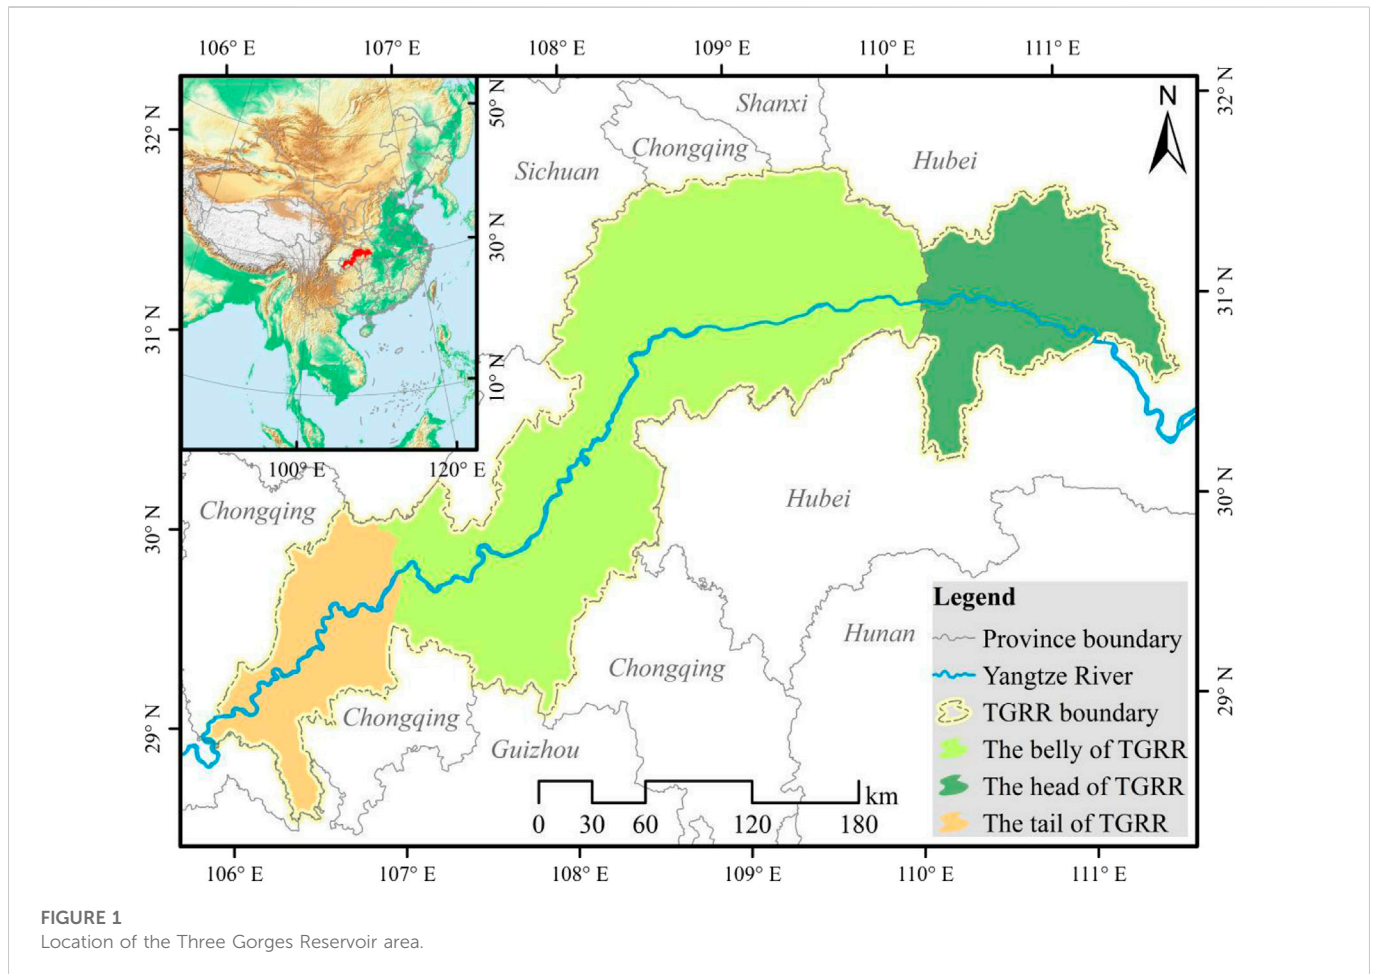 106° E 107° E 108° E 109° E 110° E 111° E
32° N
31° N
30° N
29° N
50° N
30° N
10° N
100° E 120° E
32° N
31° N
30° N
29° N
N
Shanxi
Chongqing
Sichuan
Hubei
Chongqing
Hubei
Hunan
Chongqing
Chongqing
Guizhou
Legend
Province boundary
Yangtze River
TGRR boundary
The belly of TGRR
The head of TGRR
The tail of TGRR
km
0 30 60 120 180
106° E 107° E 108° E 109° E 110° E 111° E
FIGURE 1
Location of the Three Gorges Reservoir area.